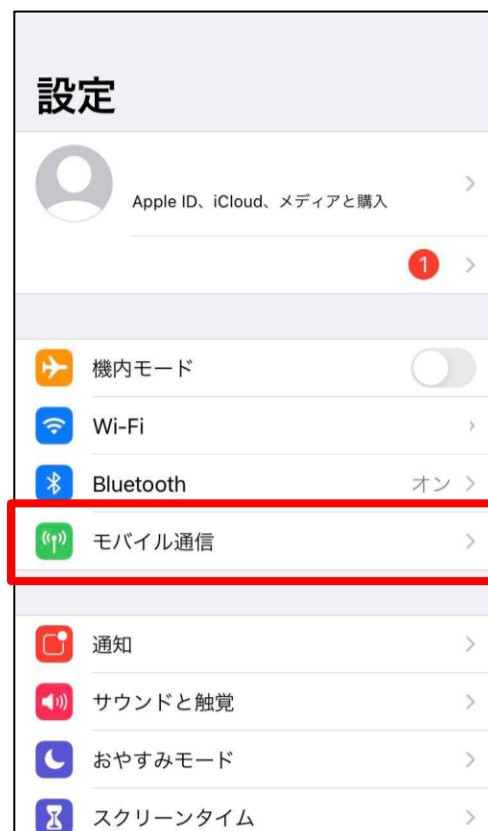 設定
Apple ID、iCloud、メディアと購入
1
機内モード
Wi-Fi
Bluetooth オン
モバイル通信
通知
サウンドと触覚
おやすみモード
スクリーンタイム